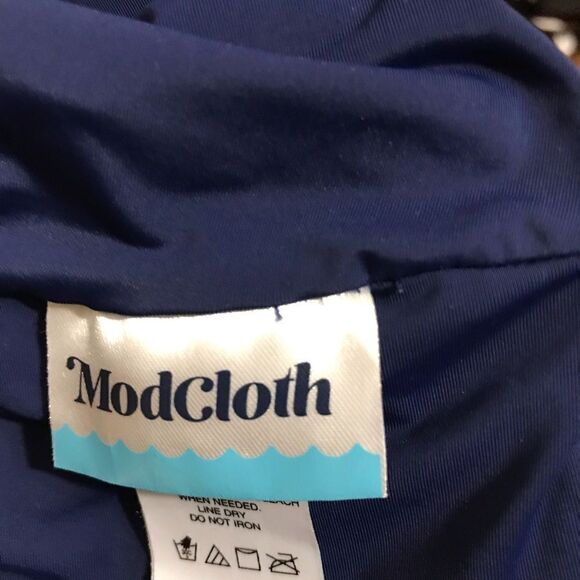 ModCloth
WHEN NEEDED.
LINE DRY
DO NOT IRON